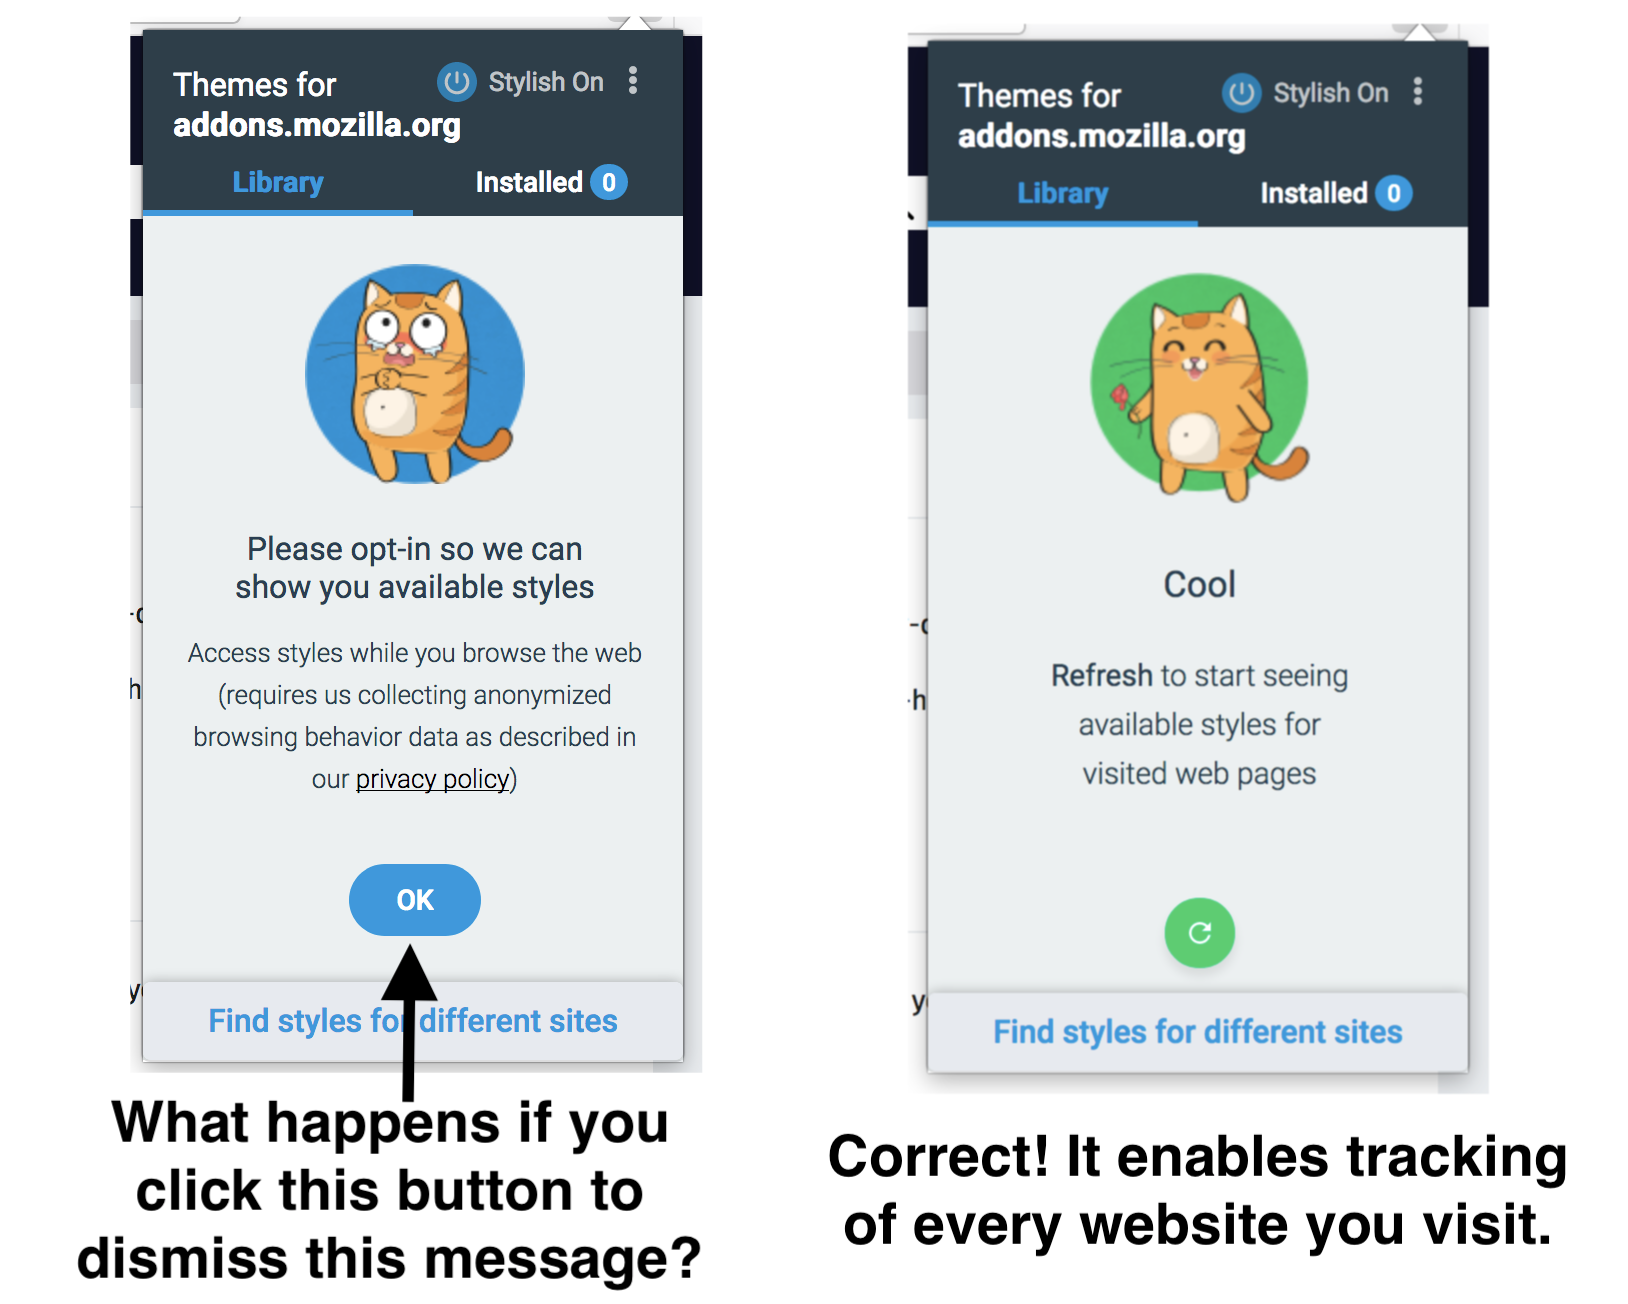 Themes for
addons.mozilla.org
Stylish On
Library
Installed 0
Please opt-in so we can
show you available styles
Access styles while you browse the web
(requires us collecting anonymized
browsing behavior data as described in
our privacy policy)
OK
Find styles for different sites
What happens if you
click this button to
dismiss this message?
Themes for
addons.mozilla.org
Stylish On
Library
Installed 0
Cool
Refresh to start seeing
available styles for
visited web pages
Find styles for different sites
Correct! It enables tracking
of every website you visit.